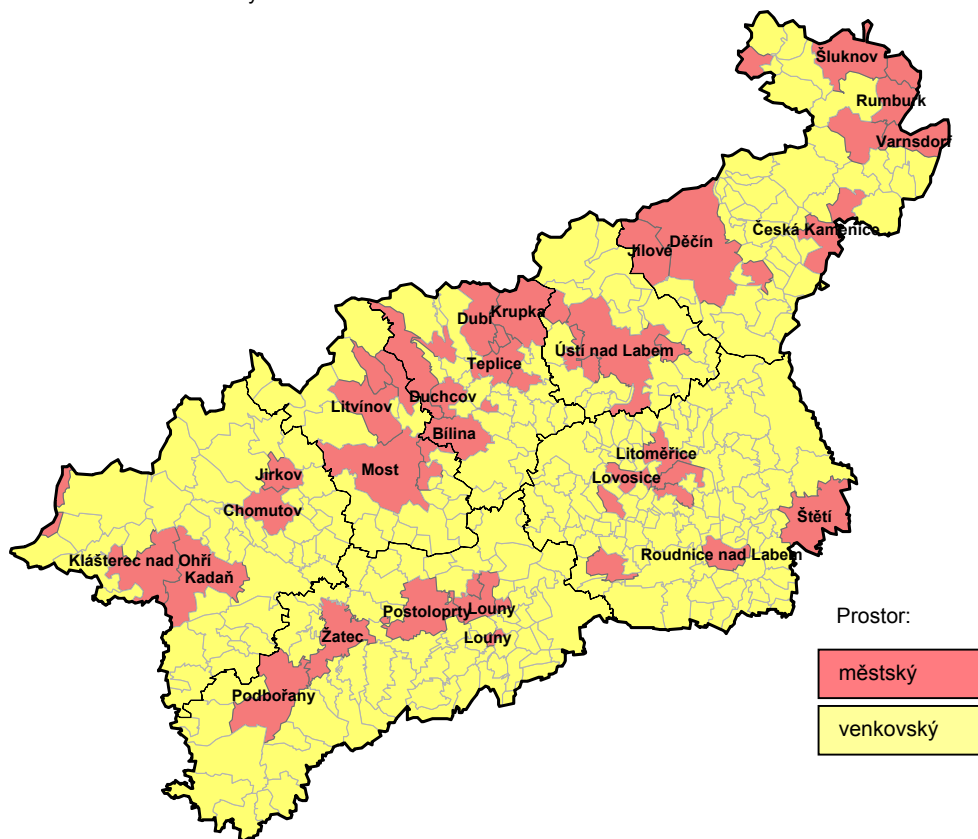 Šluknov
Rumburk
Varnsdorf
Česká Kamenice
Jílové
Děčín
Dubí
Krupka
Ústí nad Labem
Teplice
Duchcov
Litvínov
Bílina
Most
Litoměřice
Lovosice
Jirkov
Chomutov
Štětí
Klášterec nad Ohří
Kadaň
Roudnice nad Labem
Postoloprty
Louny
Žatec
Louny
Podbořany
Prostor:
městský
venkovský